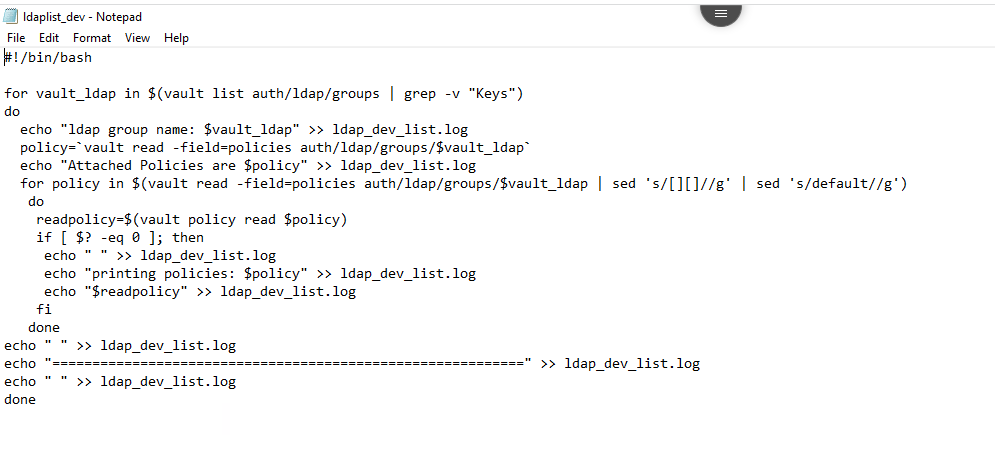 ldaplist_dev - Notepad
File Edit Format View Help
#!/bin/bash
for vault_ldap in $(vault list auth/ldap/groups | grep -v "Keys")
do
echo "ldap group name: $vault_ldap" >> ldap_dev_list.log
policy=`vault read -field=policies auth/ldap/groups/$vault_ldap`
echo "Attached Policies are $policy" >> ldap_dev_list.log
for policy in $(vault read -field=policies auth/ldap/groups/$vault_ldap | sed 's/[][]//g' | sed 's/default//g')
do
readpolicy=$(vault policy read $policy)
if [ $? -eq 0 ]; then
echo " " >> ldap_dev_list.log
echo "printing policies: $policy" >> ldap_dev_list.log
echo "$readpolicy" >> ldap_dev_list.log
fi
done
echo " " >> ldap_dev_list.log
echo "===========================================================" >> ldap_dev_list.log
echo " " >> ldap_dev_list.log
done